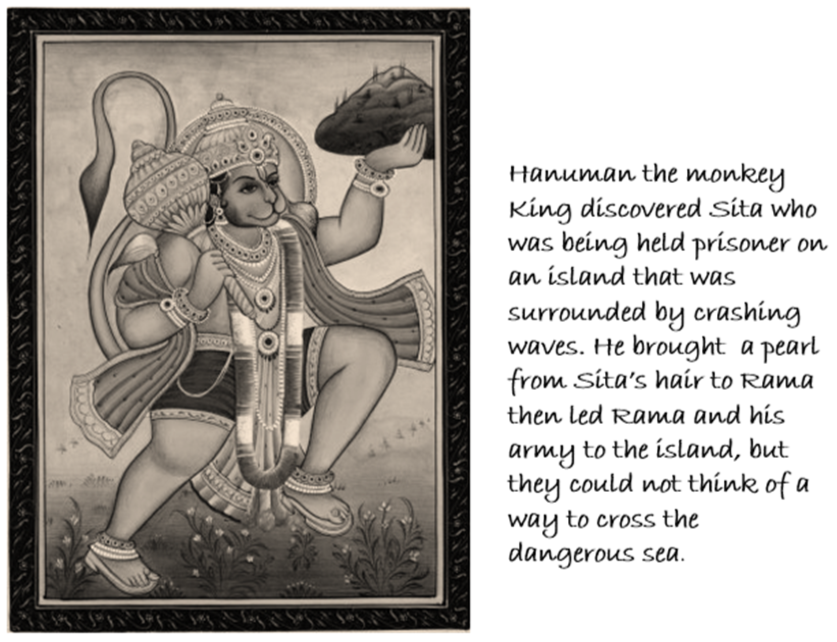 Hanuman the monkey
King discovered Sita who
was being held prisoner on
an island that was
surrounded by crashing
waves. He brought a pearl
from Sita's hair to Rama
then led Rama and his
army to the island, but
they could not think of a
way to cross the
dangerous sea.